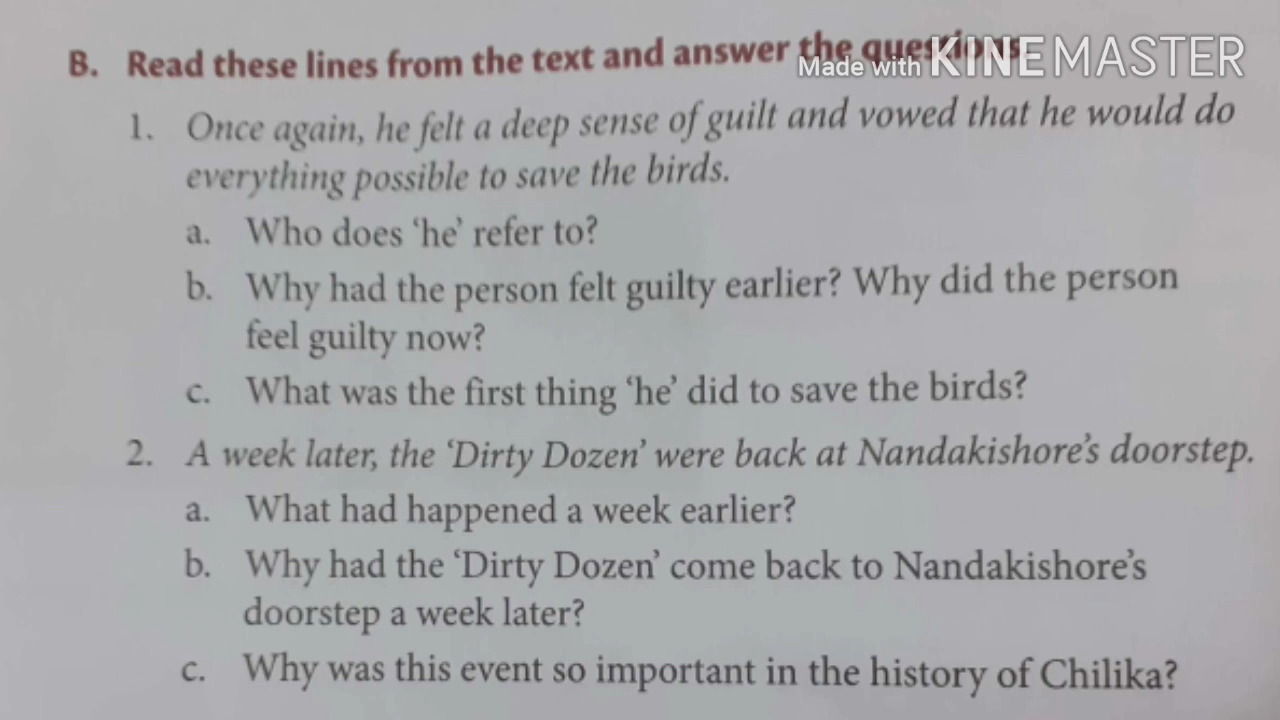 B. Read these lines from the text and answer the questions
Made with KINEMASTER
1. Once again, he felt a deep sense of guilt and vowed that he would do
everything possible to save the birds.
a. Who does ‘he’ refer to?
b. Why had the person felt guilty earlier? Why did the person
feel guilty now?
c. What was the first thing ‘he’ did to save the birds?
2. A week later, the ‘Dirty Dozen’ were back at Nandakishore’s doorstep.
a. What had happened a week earlier?
b. Why had the ‘Dirty Dozen’ come back to Nandakishore’s
doorstep a week later?
c. Why was this event so important in the history of Chilika?